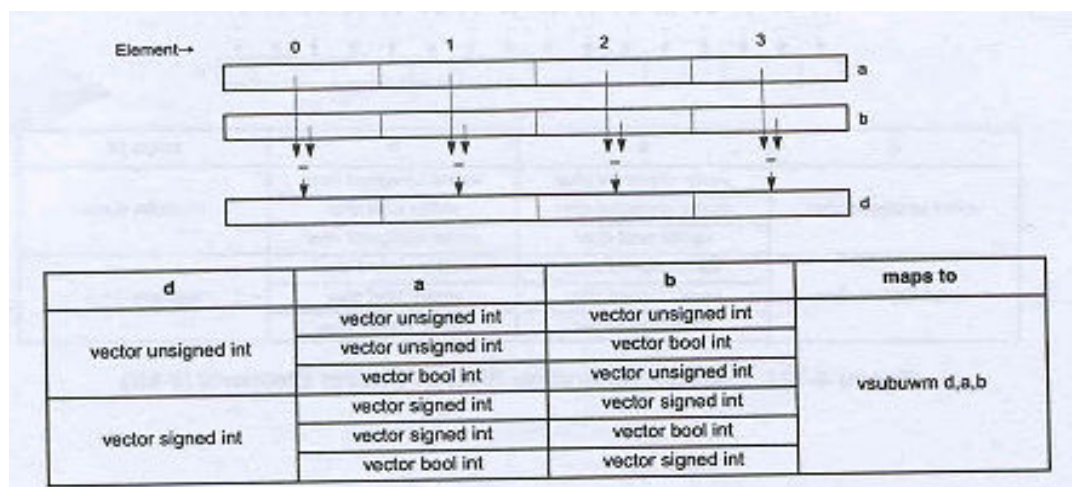 Element→ 0 1 2 3
a
b
- - - -
d
d a b maps to
vector unsigned int vector unsigned int vector unsigned int vsubuwm d,a,b
vector unsigned int vector bool int
vector bool int vector unsigned int
vector signed int vector signed int vector signed int
vector signed int vector bool int
vector bool int vector signed int